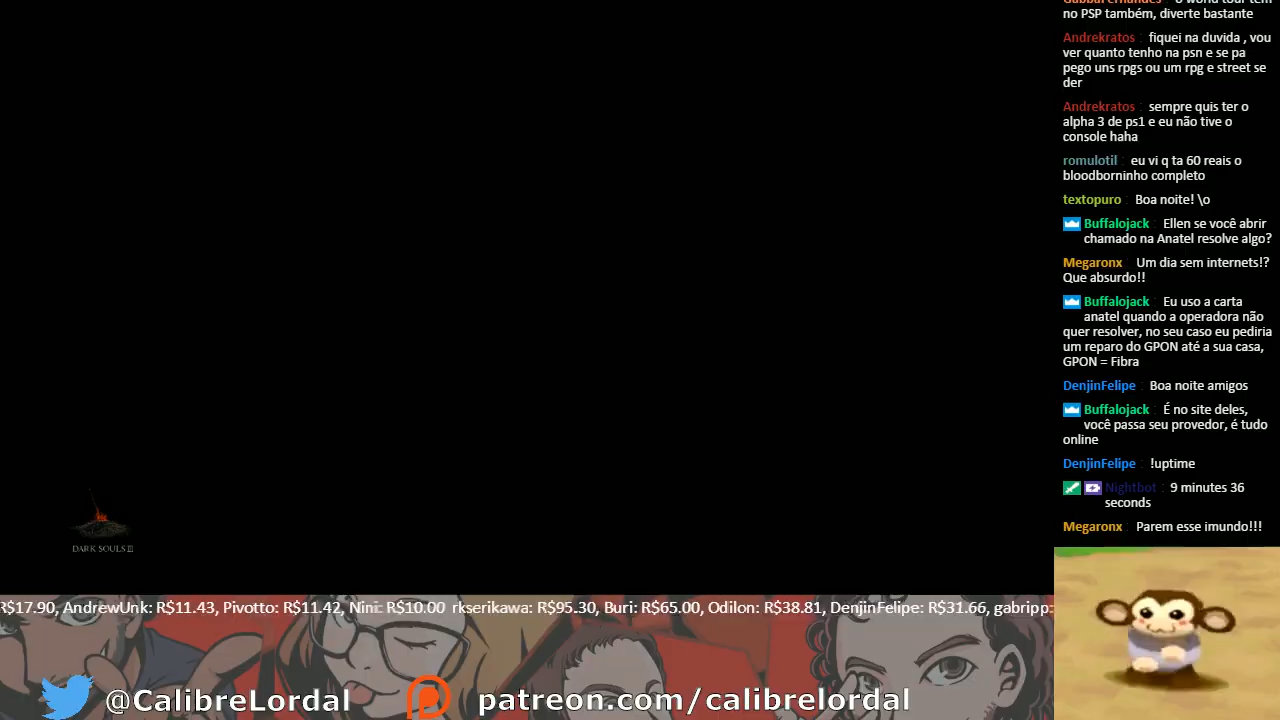 GabbaFernandes : o world tour tem
no PSP também, diverte bastante
Andrekratos : fiquei na duvida , vou
ver quanto tenho na psn e se pa
pego uns rpgs ou um rpg e street se
der
Andrekratos : sempre quis ter o
alpha 3 de ps1 e eu não tive o
console haha
romulotil : eu vi q ta 60 reais o
bloodborninho completo
textopuro : Boa noite! \o
Buffalojack : Ellen se você abrir
chamado na Anatel resolve algo?
Megaronx : Um dia sem internets!?
Que absurdo!!
Buffalojack : Eu uso a carta
anatel quando a operadora não
quer resolver, no seu caso eu pediria
um reparo do GPON até a sua casa,
GPON = Fibra
DenjinFelipe : Boa noite amigos
Buffalojack : É no site deles,
você passa seu provedor, é tudo
online
DenjinFelipe : !uptime
Nightbot : 9 minutes 36
seconds
Megaronx : Parem esse imundo!!!
DARK SOULS III
R$17.90, AndrewUnk: R$11.43, Pivotto: R$11.42, Nini: R$10.00 rkserikawa: R$95.30, Buri: R$65.00, Odilon: R$38.81, DenjinFelipe: R$31.66, gabripp:
@CalibreLordal
patreon.com/calibrelordal